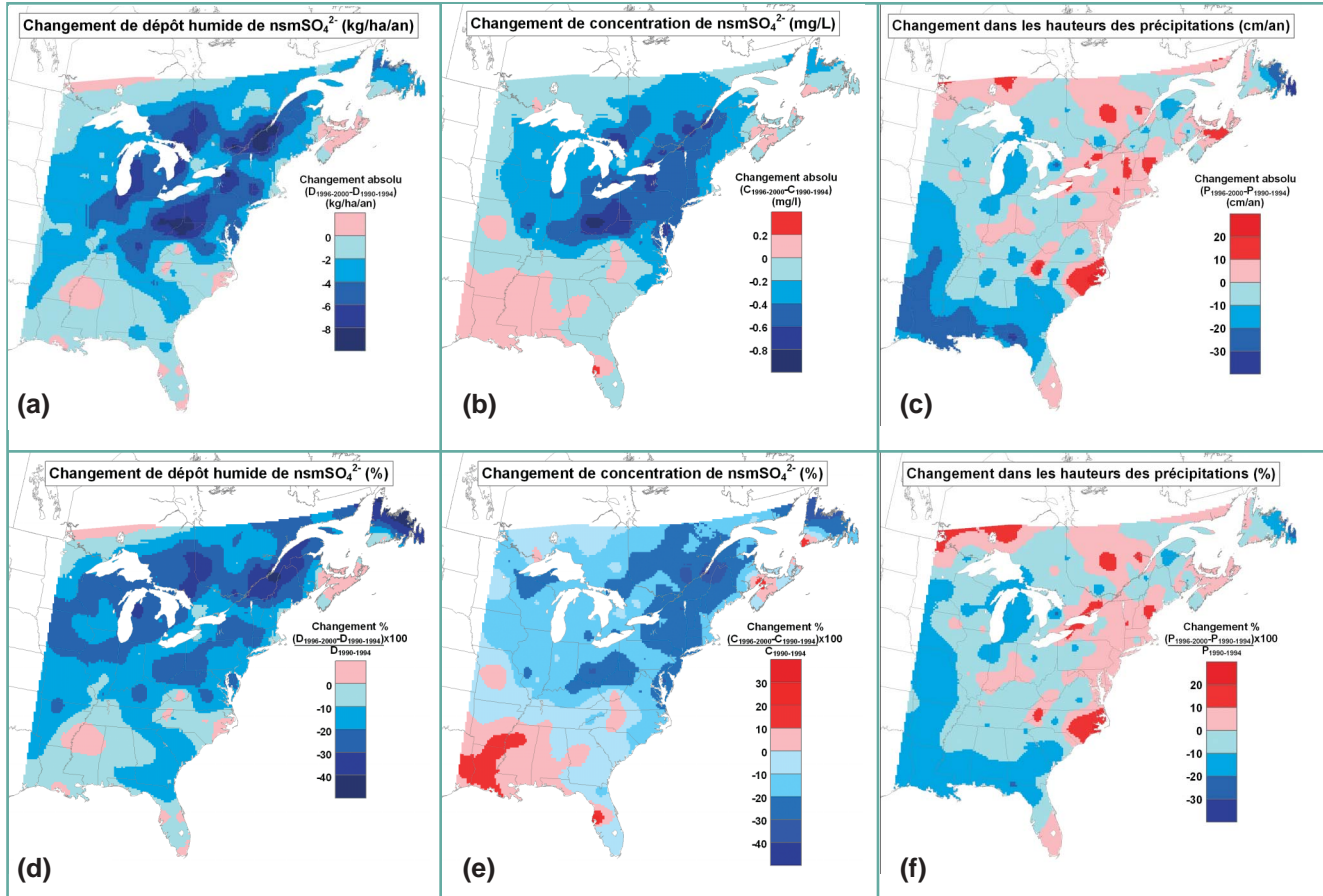 Changement de dépôt humide de nsmSO₄²⁻ (kg/ha/an)
Changement absolu
(D1996-2000-D1990-1994)
(kg/ha/an)
0
-2
-4
-6
-8
(a)
Changement de concentration de nsmSO₄²⁻ (mg/L)
Changement absolu
(C1996-2000-C1990-1994)
(mg/l)
0.2
0
-0.2
-0.4
-0.6
-0.8
(b)
Changement dans les hauteurs des précipitations (cm/an)
Changement absolu
(P1996-2000-P1990-1994)
(cm/an)
20
10
0
-10
-20
-30
(c)
Changement de dépôt humide de nsmSO₄²⁻ (%)
Changement %
(D1996-2000-D1990-1994)x100
D1990-1994
0
-10
-20
-30
-40
(d)
Changement de concentration de nsmSO₄²⁻ (%)
Changement %
(C1996-2000-C1990-1994)x100
C1990-1994
30
20
10
0
-10
-20
-30
-40
(e)
Changement dans les hauteurs des précipitations (%)
Changement %
(P1996-2000-P1990-1994)x100
P1990-1994
20
10
0
-10
-20
-30
(f)